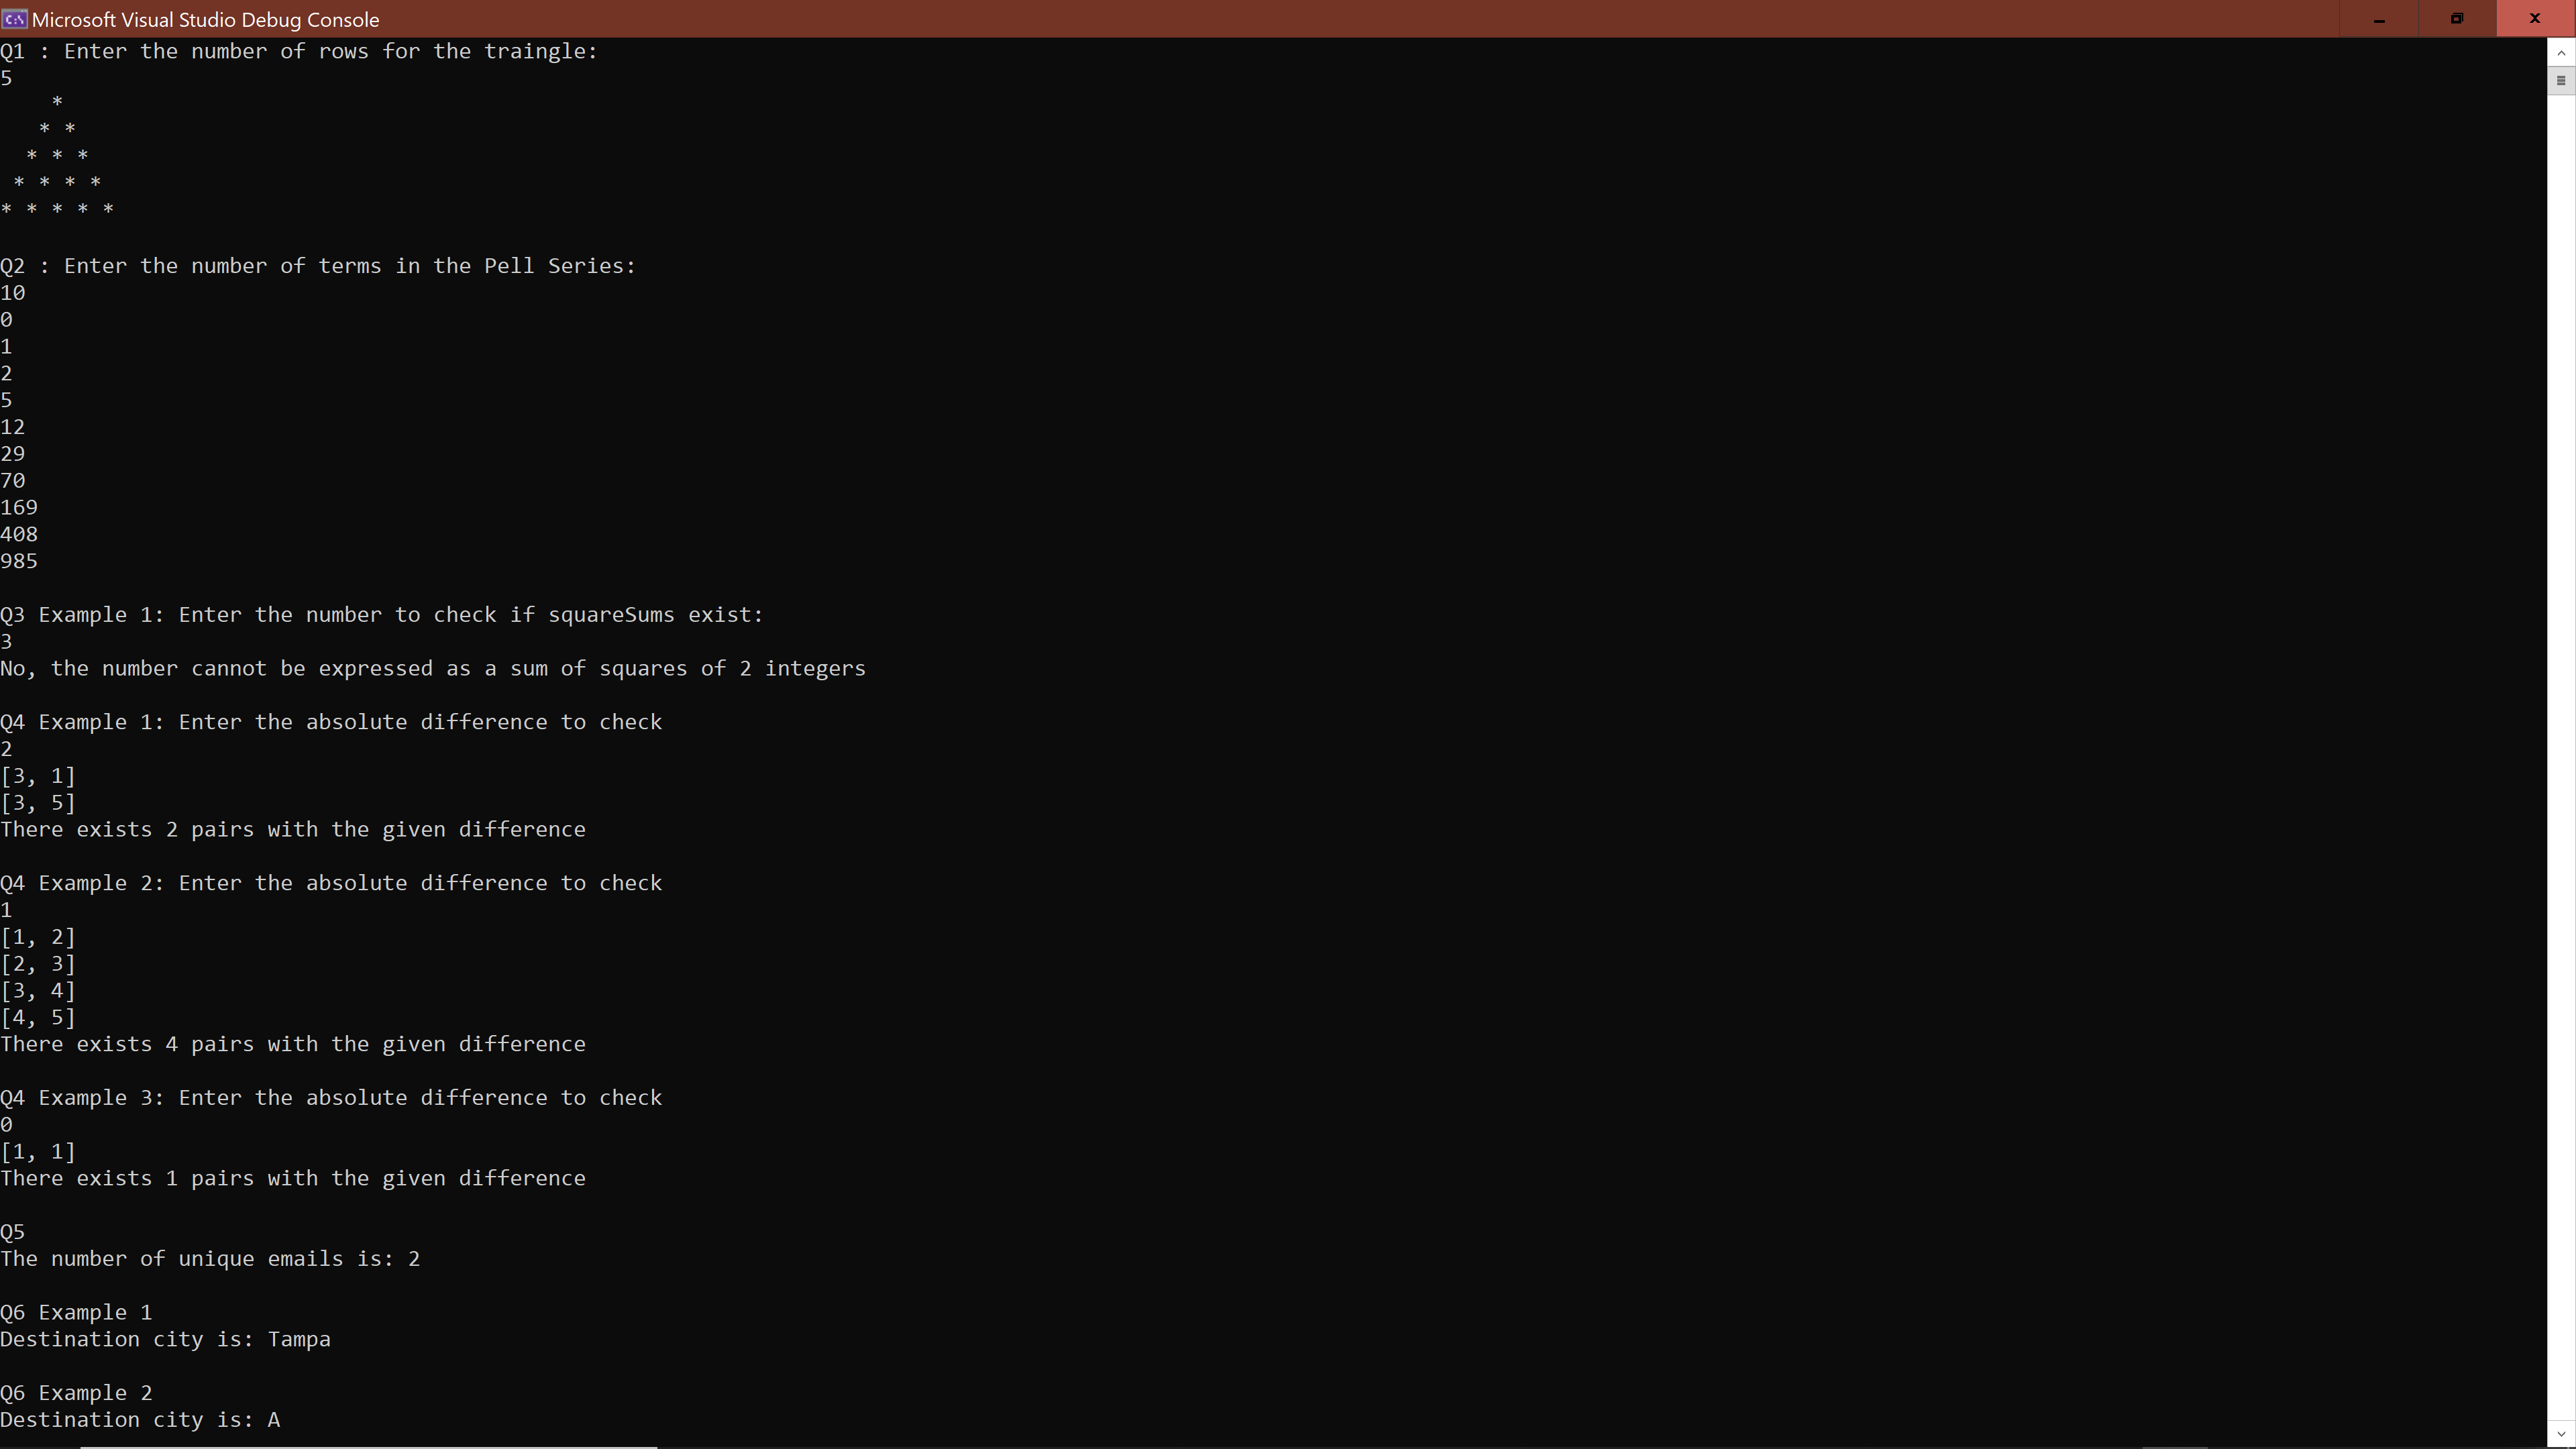 Microsoft Visual Studio Debug Console
Q1 : Enter the number of rows for the traingle:
5
    *
   * *
  * * *
 * * * *
* * * * *
Q2 : Enter the number of terms in the Pell Series:
10
0
1
2
5
12
29
70
169
408
985
Q3 Example 1: Enter the number to check if squareSums exist:
3
No, the number cannot be expressed as a sum of squares of 2 integers
Q4 Example 1: Enter the absolute difference to check
2
[3, 1]
[3, 5]
There exists 2 pairs with the given difference
Q4 Example 2: Enter the absolute difference to check
1
[1, 2]
[2, 3]
[3, 4]
[4, 5]
There exists 4 pairs with the given difference
Q4 Example 3: Enter the absolute difference to check
0
[1, 1]
There exists 1 pairs with the given difference
Q5
The number of unique emails is: 2
Q6 Example 1
Destination city is: Tampa
Q6 Example 2
Destination city is: A